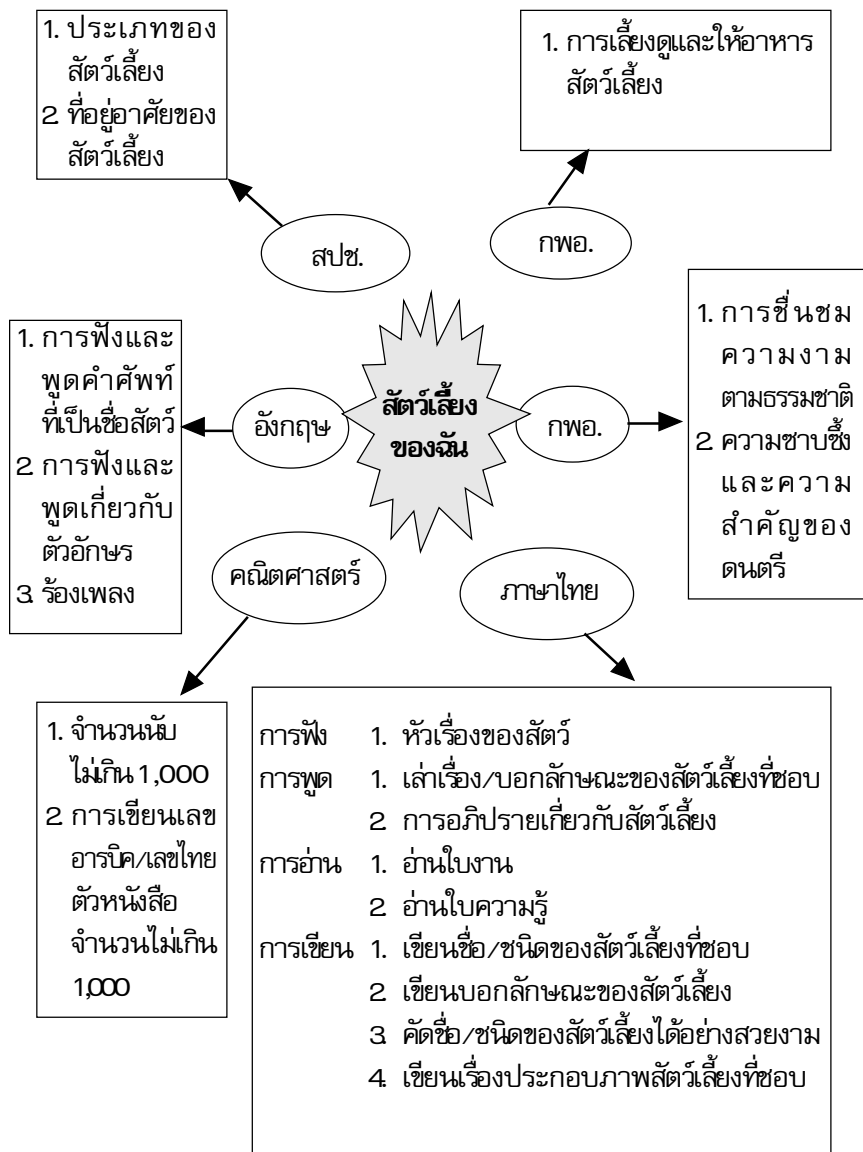 1. ประเภทของ
สัตว์เลี้ยง
2. ที่อยู่อาศัยของ
สัตว์เลี้ยง
1. การเลี้ยงดูและให้อาหาร
สัตว์เลี้ยง
สปช.
กพอ.
1. การฟังและ
พูดคำศัพท์
ที่เป็นชื่อสัตว์
2. การฟังและ
พูดเกี่ยวกับ
ตัวอักษร
3. ร้องเพลง
อังกฤษ
สัตว์เลี้ยง
ของฉัน
กพอ.
1. การชื่นชม
ความงาม
ตามธรรมชาติ
2. ความซาบซึ้ง
และความ
สำคัญของ
ดนตรี
คณิตศาสตร์
ภาษาไทย
1. จำนวนนับ
ไม่เกิน 1,000
2. การเขียนเลข
อารบิค/เลขไทย
ตัวหนังสือ
จำนวนไม่เกิน
1,000
การฟัง 1. หัวเรื่องของสัตว์
การพูด 1. เล่าเรื่อง/บอกลักษณะของสัตว์เลี้ยงที่ชอบ
2. การอภิปรายเกี่ยวกับสัตว์เลี้ยง
การอ่าน 1. อ่านใบงาน
2. อ่านใบความรู้
การเขียน 1. เขียนชื่อ/ชนิดของสัตว์เลี้ยงที่ชอบ
2. เขียนบอกลักษณะของสัตว์เลี้ยง
3. คัดชื่อ/ชนิดของสัตว์เลี้ยงได้อย่างสวยงาม
4. เขียนเรื่องประกอบภาพสัตว์เลี้ยงที่ชอบ